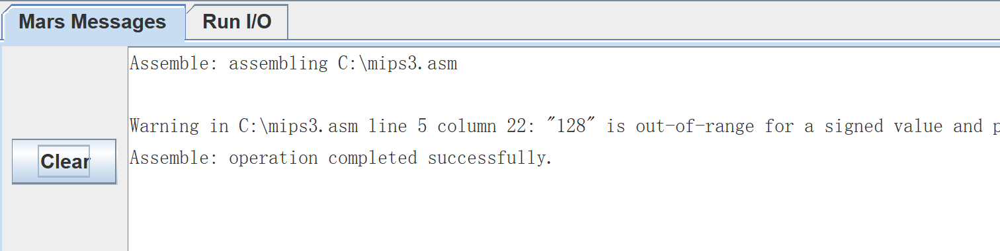 Mars Messages Run I/O
Assemble: assembling C:\mips3.asm
Warning in C:\mips3.asm line 5 column 22: "128" is out-of-range for a signed value and p
Clear
Assemble: operation completed successfully.